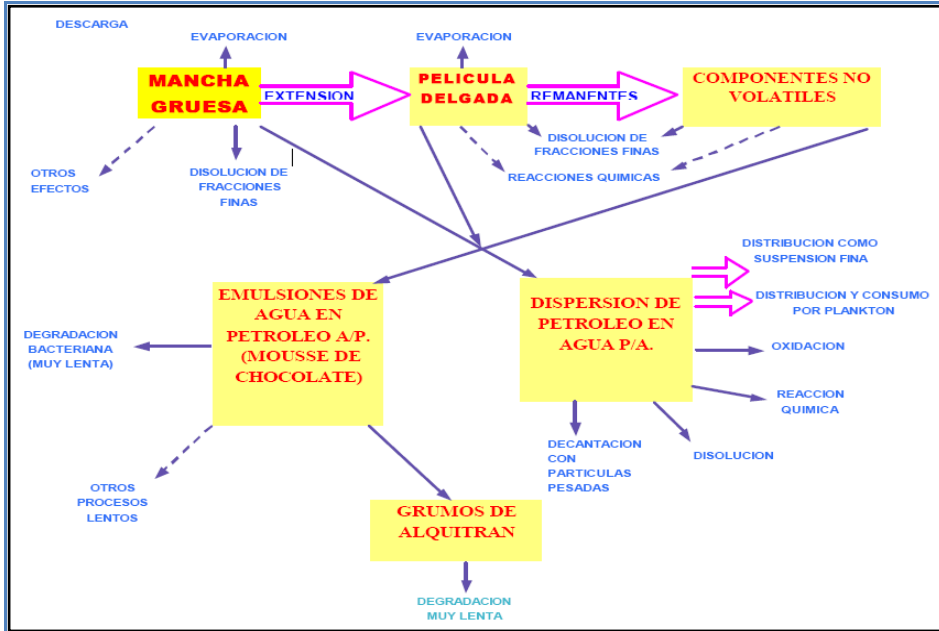 DESCARGA
EVAPORACION
EVAPORACION
MANCHA
GRUESA
EXTENSION
PELICULA
DELGADA
REMANENTES
COMPONENTES NO
VOLATILES
OTROS
EFECTOS
DISOLUCION DE
FRACCIONES
FINAS
DISOLUCION DE
FRACCIONES FINAS
REACCIONES QUIMICAS
EMULSIONES DE
AGUA EN
PETROLEO A/P.
(MOUSSE DE
CHOCOLATE)
DISPERSION DE
PETROLEO EN
AGUA P/A.
DISTRIBUCION COMO
SUSPENSION FINA
DISTRIBUCION Y CONSUMO
POR PLANKTON
OXIDACION
REACCION
QUIMICA
DISOLUCION
DECANTACION
CON
PARTICULAS
PESADAS
DEGRADACION
BACTERIANA
(MUY LENTA)
OTROS
PROCESOS
LENTOS
GRUMOS DE
ALQUITRAN
DEGRADACION
MUY LENTA